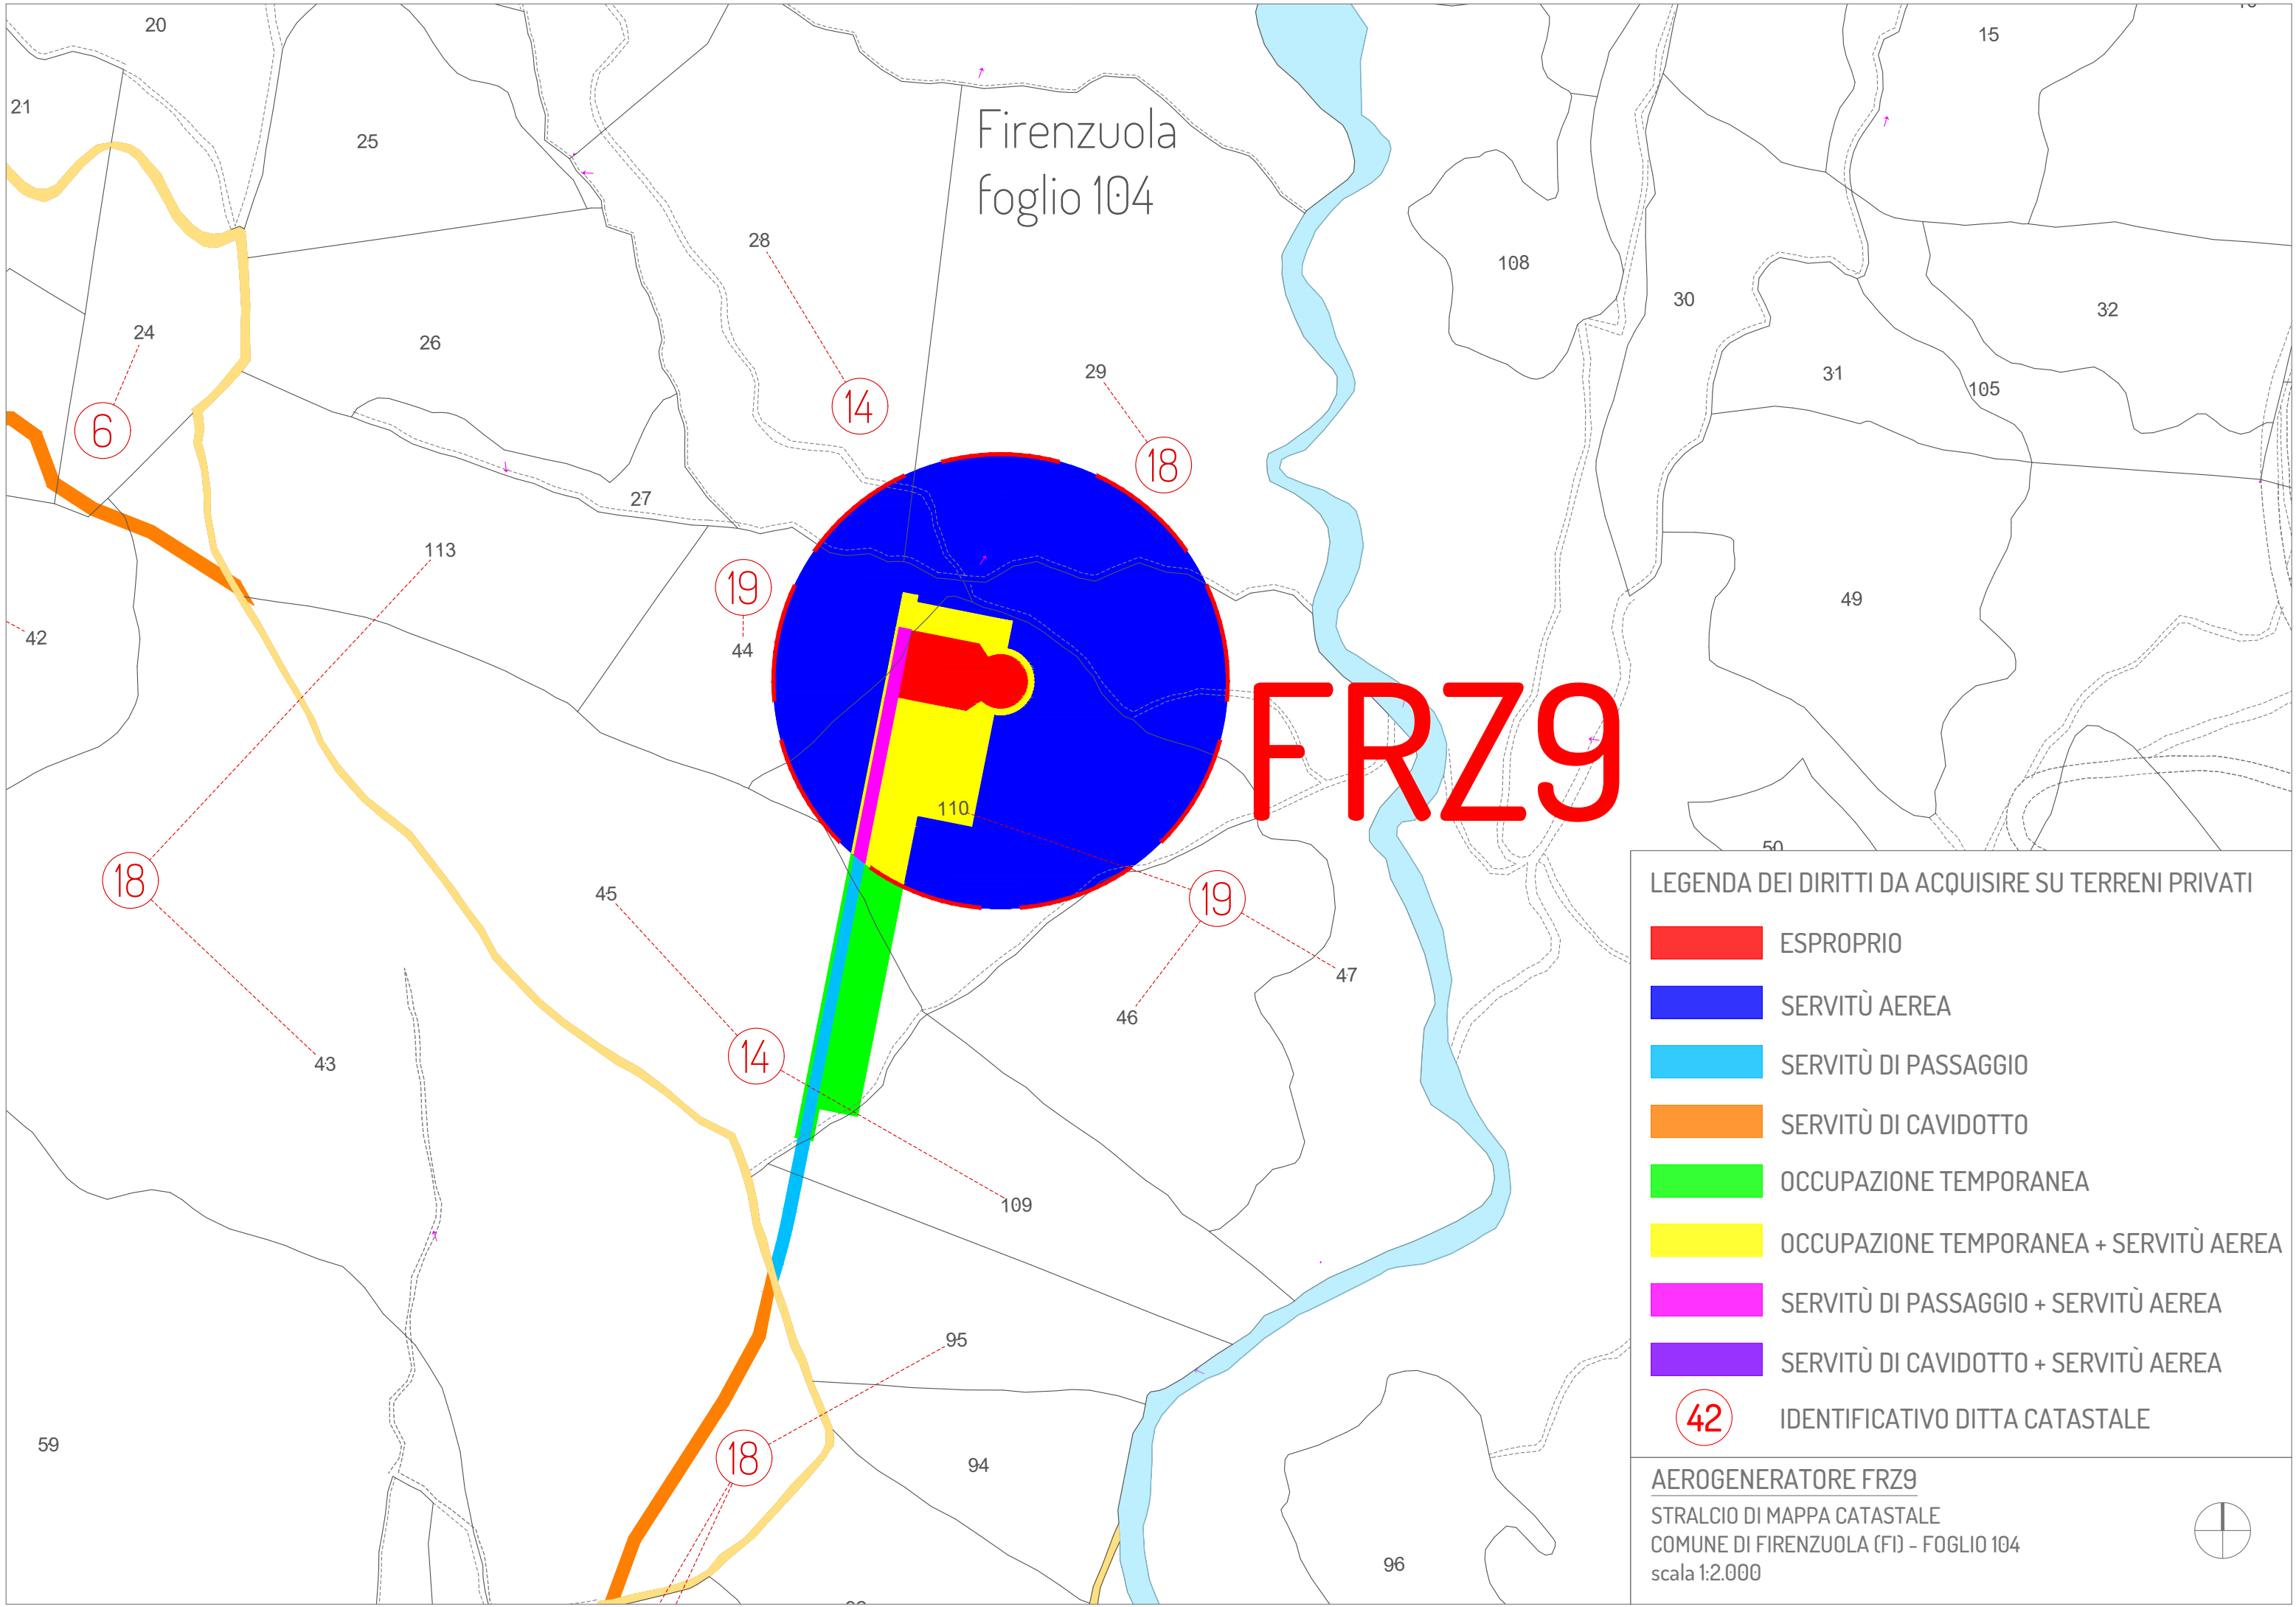 20
15
21
25
Firenzuola
foglio 104
28
108
30
32
24
26
29
31
105
6
14
18
27
113
19
49
42
44
FRZ9
110
50
18
45
19
47
46
14
43
109
95
59
18
94
96
LEGENDA DEI DIRITTI DA ACQUISIRE SU TERRENI PRIVATI
ESPROPRIO
SERVITÙ AEREA
SERVITÙ DI PASSAGGIO
SERVITÙ DI CAVIDOTTO
OCCUPAZIONE TEMPORANEA
OCCUPAZIONE TEMPORANEA + SERVITÙ AEREA
SERVITÙ DI PASSAGGIO + SERVITÙ AEREA
SERVITÙ DI CAVIDOTTO + SERVITÙ AEREA
42 IDENTIFICATIVO DITTA CATASTALE
AEROGENERATORE FRZ9
STRALCIO DI MAPPA CATASTALE
COMUNE DI FIRENZUOLA (FI) - FOGLIO 104
scala 1:2.000